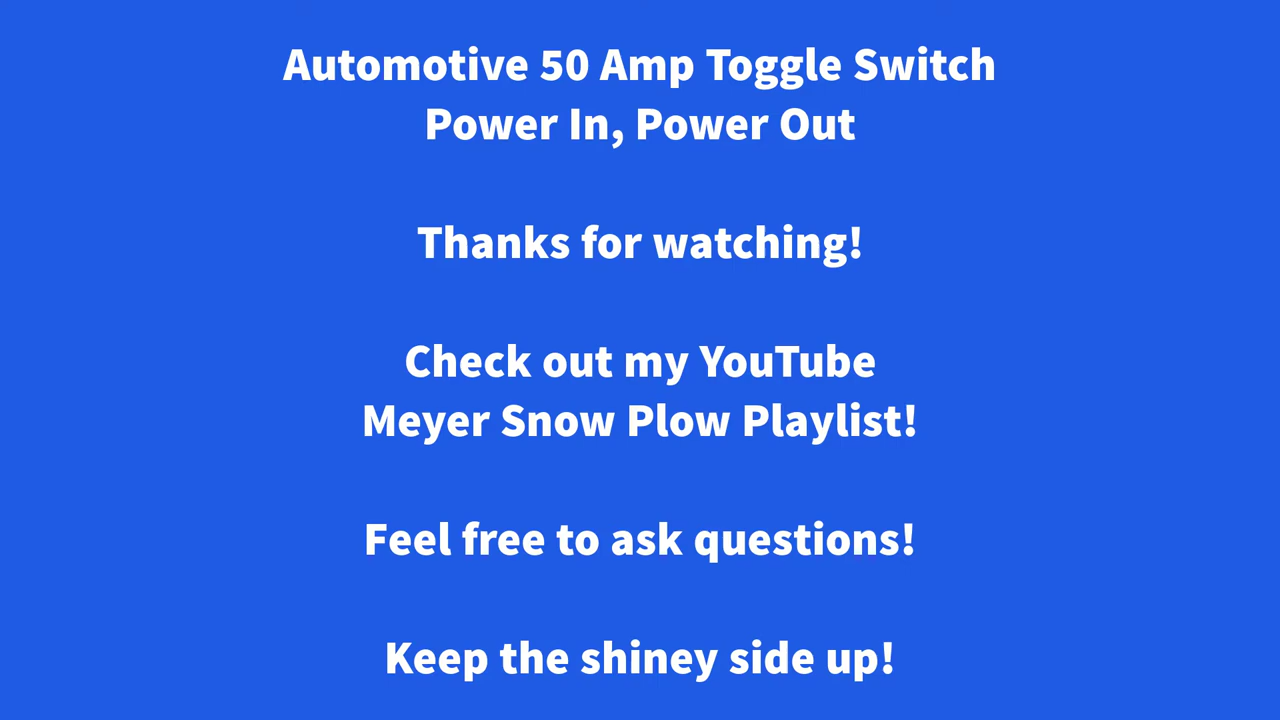 Automotive 50 Amp Toggle Switch
Power In, Power Out
Thanks for watching!
Check out my YouTube
Meyer Snow Plow Playlist!
Feel free to ask questions!
Keep the shiney side up!